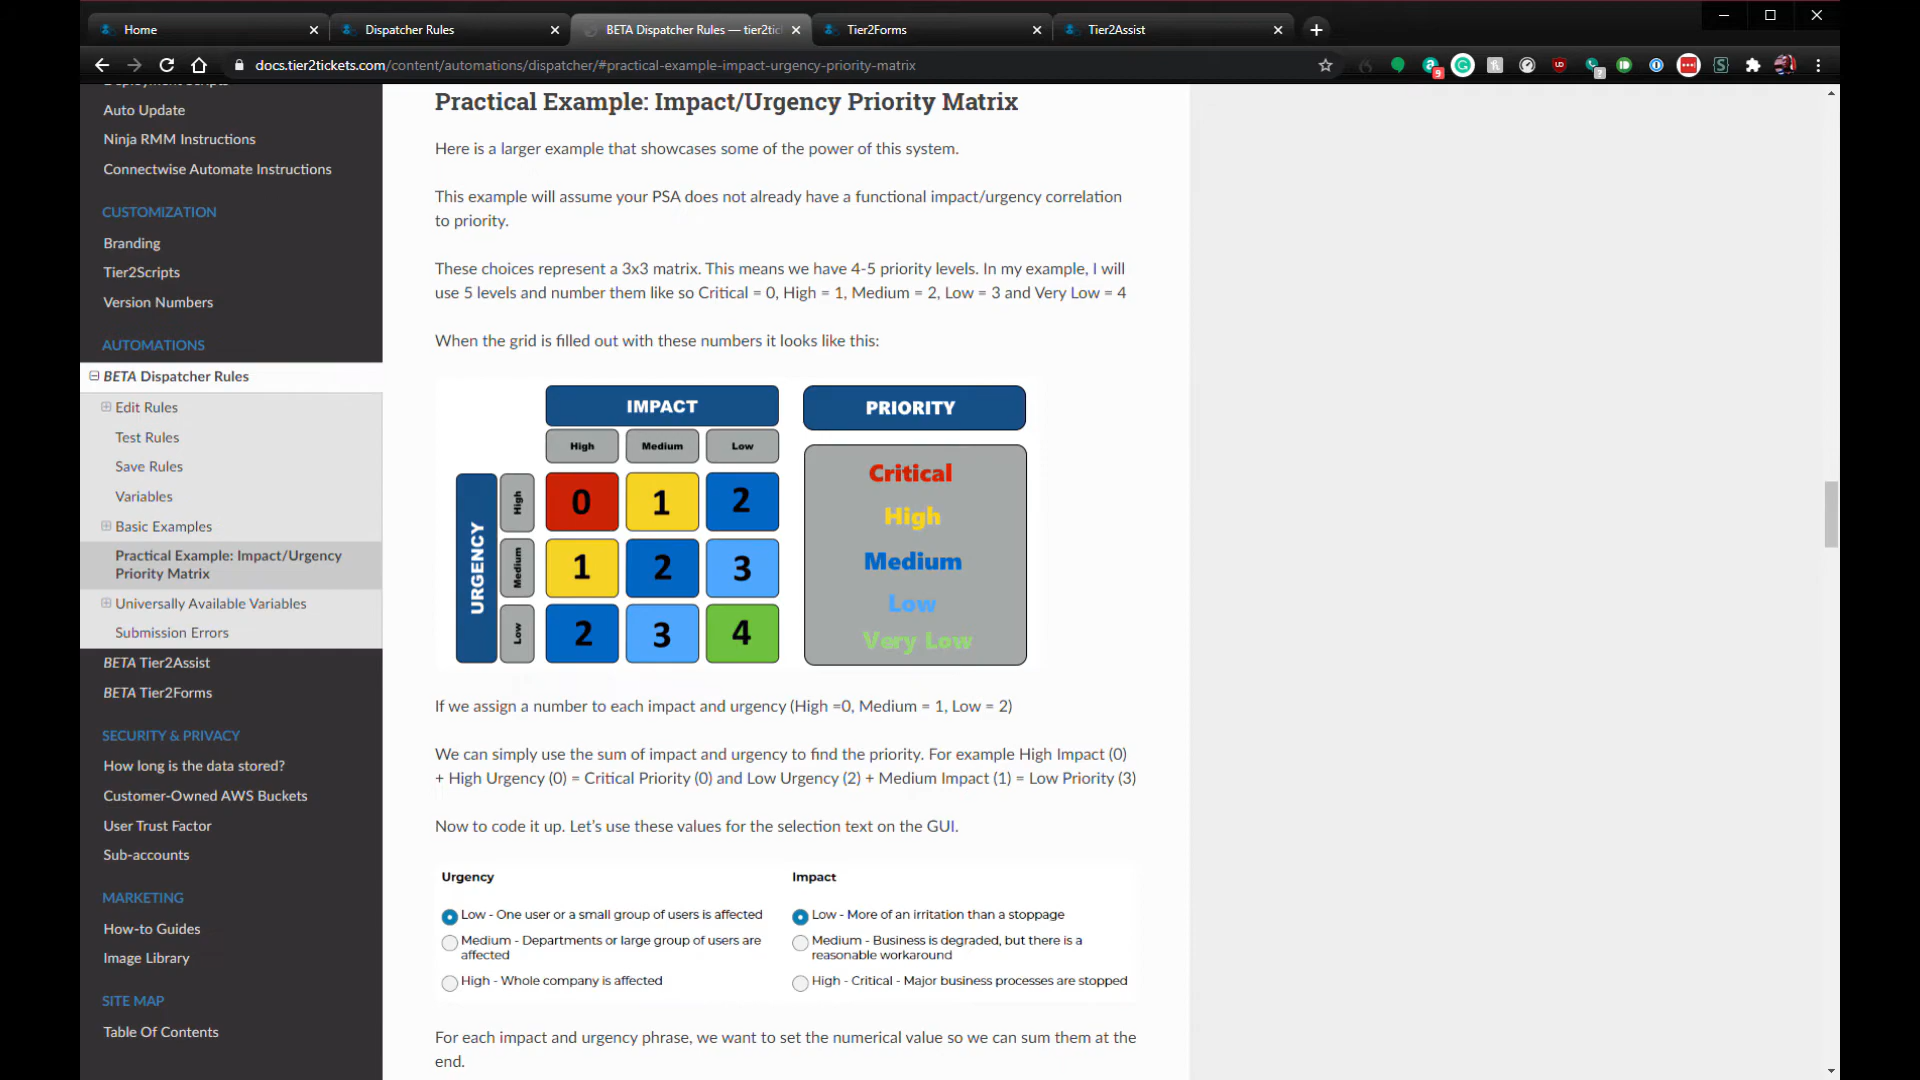 Home
Dispatcher Rules
BETA Dispatcher Rules — tier2tic
Tier2Forms
Tier2Assist
docs.tier2tickets.com/content/automations/dispatcher/#practical-example-impact-urgency-priority-matrix
Auto Update
Ninja RMM Instructions
Connectwise Automate Instructions
CUSTOMIZATION
Branding
Tier2Scripts
Version Numbers
AUTOMATIONS
BETA Dispatcher Rules
Edit Rules
Test Rules
Save Rules
Variables
Basic Examples
Practical Example: Impact/Urgency
Priority Matrix
Universally Available Variables
Submission Errors
BETA Tier2Assist
BETA Tier2Forms
SECURITY & PRIVACY
How long is the data stored?
Customer-Owned AWS Buckets
User Trust Factor
Sub-accounts
MARKETING
How-to Guides
Image Library
SITE MAP
Table Of Contents
Practical Example: Impact/Urgency Priority Matrix
Here is a larger example that showcases some of the power of this system.
This example will assume your PSA does not already have a functional impact/urgency correlation
to priority.
These choices represent a 3x3 matrix. This means we have 4-5 priority levels. In my example, I will
use 5 levels and number them like so Critical = 0, High = 1, Medium = 2, Low = 3 and Very Low = 4
When the grid is filled out with these numbers it looks like this:
IMPACT
High Medium Low
URGENCY
High 0 1 2
Medium 1 2 3
Low 2 3 4
PRIORITY
Critical
High
Medium
Low
Very Low
If we assign a number to each impact and urgency (High =0, Medium = 1, Low = 2)
We can simply use the sum of impact and urgency to find the priority. For example High Impact (0)
+ High Urgency (0) = Critical Priority (0) and Low Urgency (2) + Medium Impact (1) = Low Priority (3)
Now to code it up. Let's use these values for the selection text on the GUI.
Urgency
Low - One user or a small group of users is affected
Medium - Departments or large group of users are
affected
High - Whole company is affected
Impact
Low - More of an irritation than a stoppage
Medium - Business is degraded, but there is a
reasonable workaround
High - Critical - Major business processes are stopped
For each impact and urgency phrase, we want to set the numerical value so we can sum them at the
end.